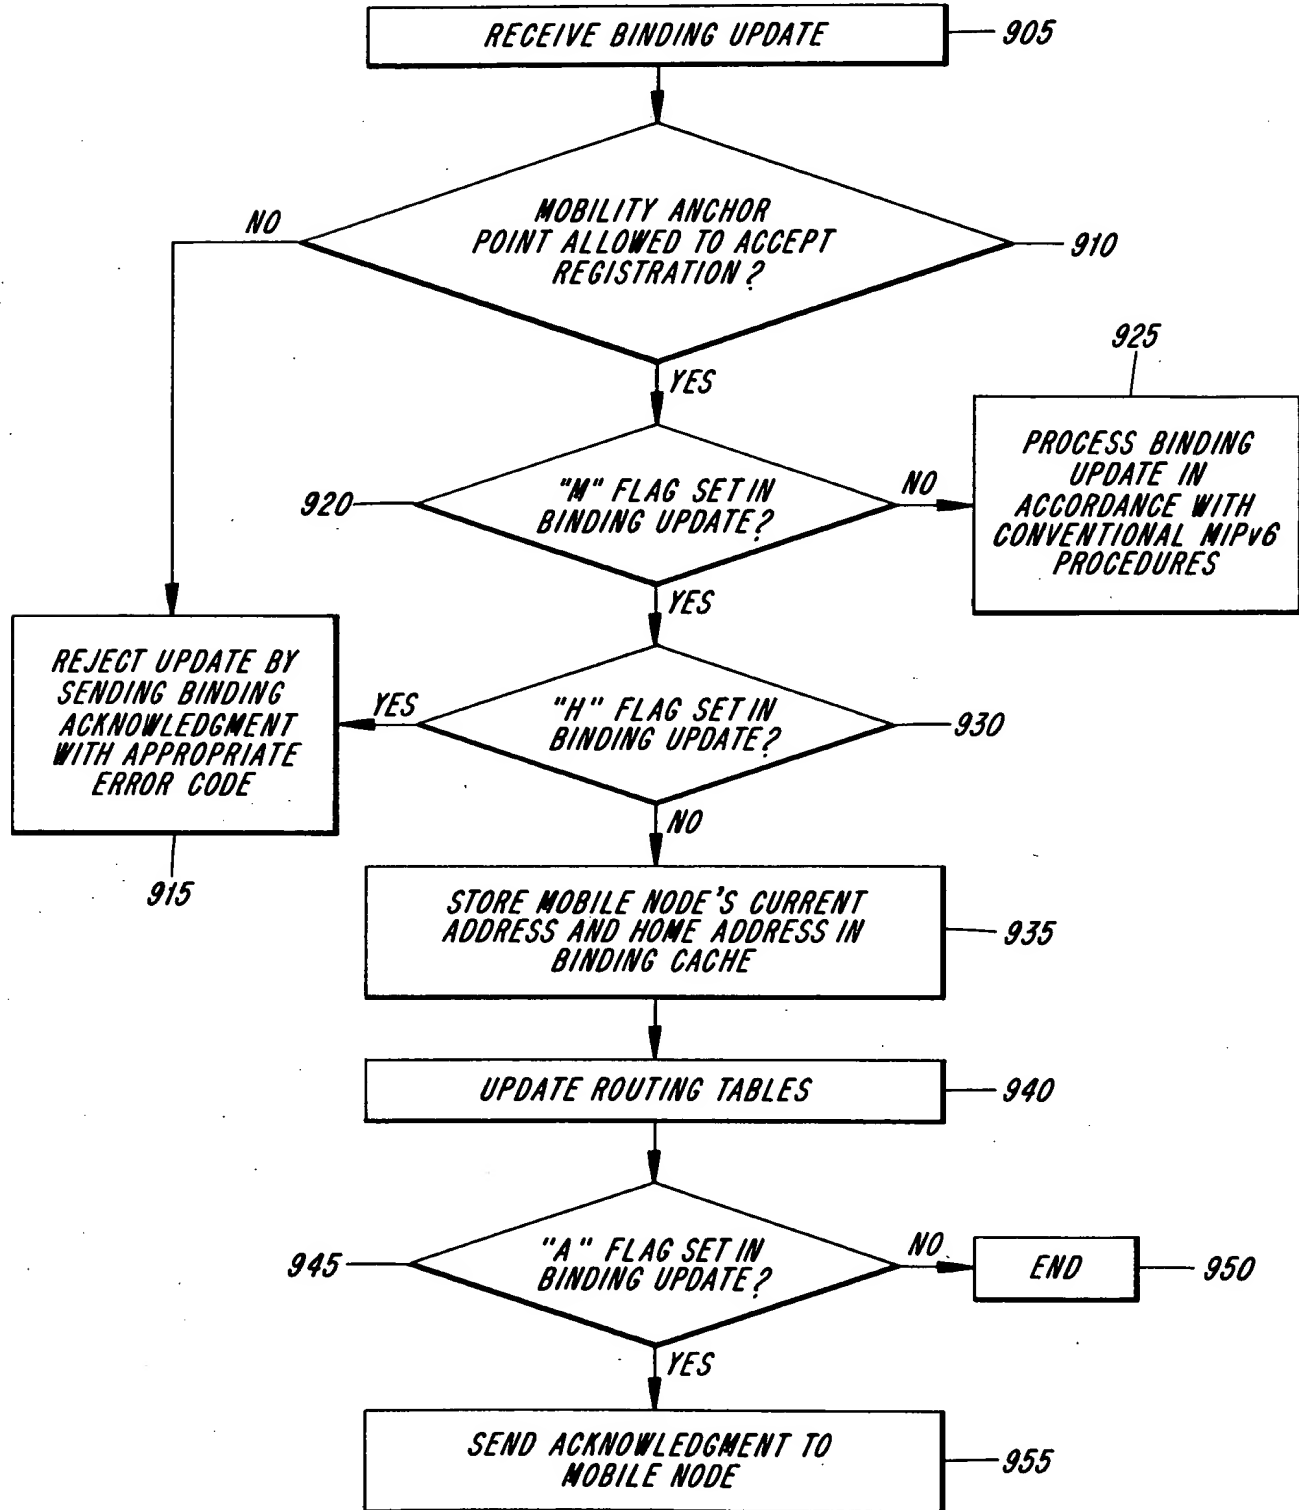 RECEIVE BINDING UPDATE
905
MOBILITY ANCHOR
POINT ALLOWED TO ACCEPT
REGISTRATION?
910
NO
YES
925
PROCESS BINDING
UPDATE IN
ACCORDANCE WITH
CONVENTIONAL MIPv6
PROCEDURES
920
"M" FLAG SET IN
BINDING UPDATE?
NO
YES
REJECT UPDATE BY
SENDING BINDING
ACKNOWLEDGMENT
WITH APPROPRIATE
ERROR CODE
915
YES
"H" FLAG SET IN
BINDING UPDATE?
930
NO
STORE MOBILE NODE'S CURRENT
ADDRESS AND HOME ADDRESS IN
BINDING CACHE
935
UPDATE ROUTING TABLES
940
945
"A" FLAG SET IN
BINDING UPDATE?
NO
END
950
YES
SEND ACKNOWLEDGMENT TO
MOBILE NODE
955